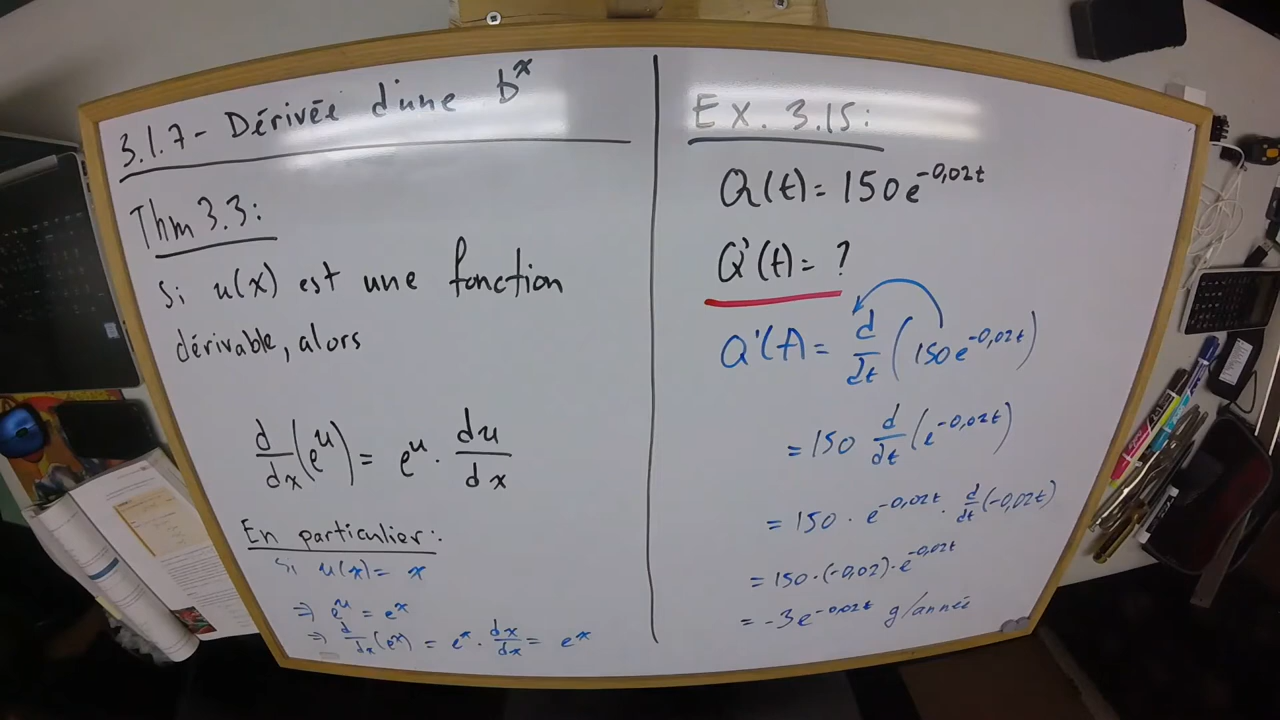 3.1.7 - Dérivée d'une b^x
Thm 3.3:
Si u(x) est une fonction
dérivable, alors
d/dx (e^u) = e^u · du/dx
En particulier:
Si u(x) = x
⇒ e^u = e^x
⇒ d/dx (e^x) = e^x · dx/dx = e^x
Ex. 3.15:
Q(t) = 150e^-0,02t
Q'(t) = ?
Q'(t) = d/dt (150e^-0,02t)
= 150 d/dt (e^-0,02t)
= 150 · e^-0,02t · d/dt (-0,02t)
= 150 · (-0,02) · e^-0,02t
= -3e^-0,02t g/année